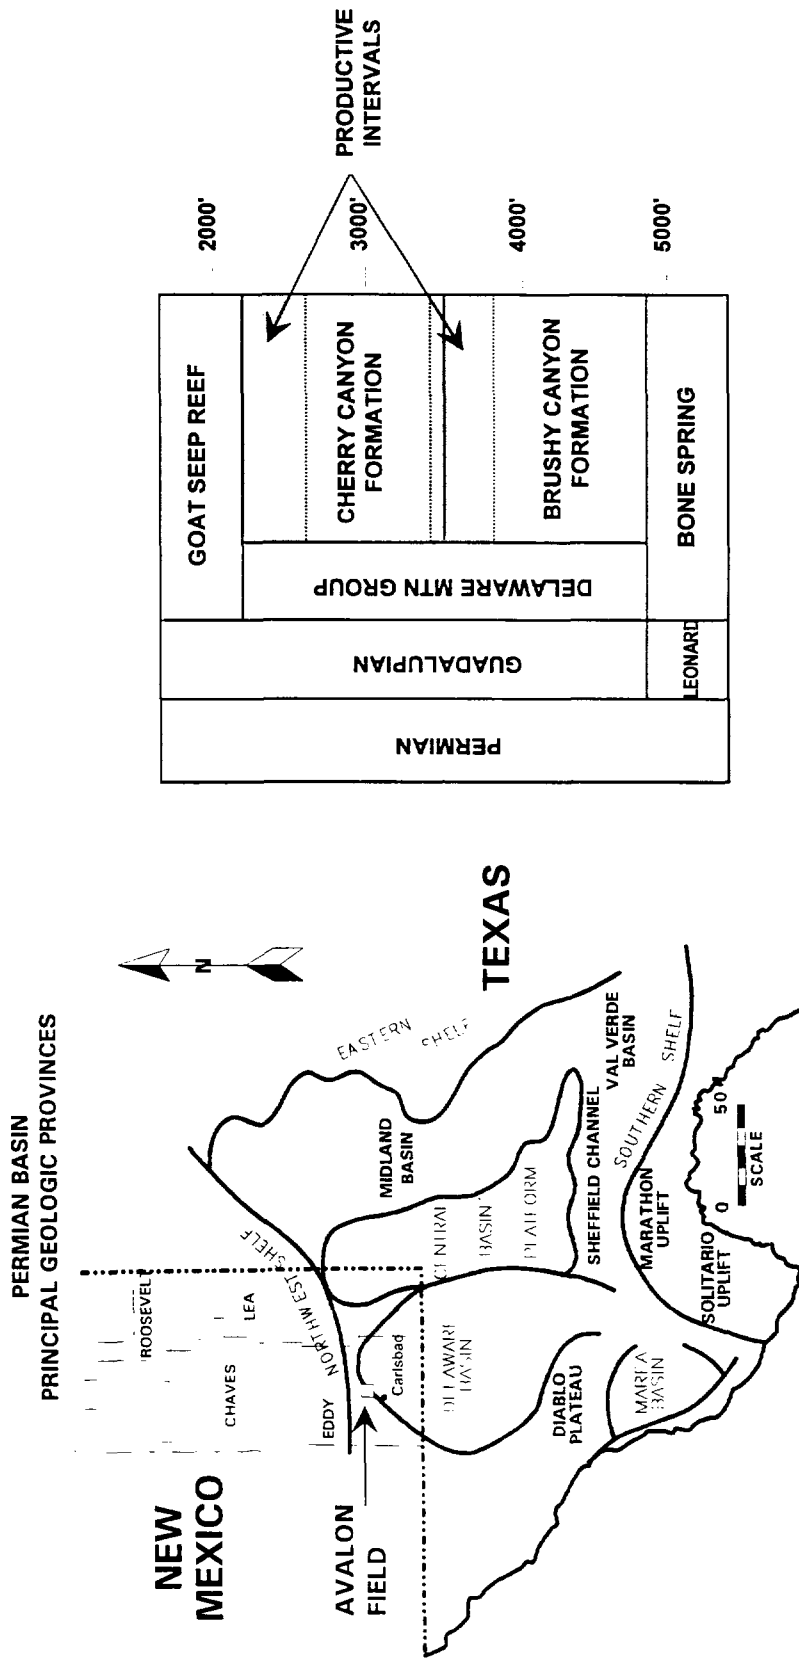 PERMIAN BASIN
PRINCIPAL GEOLOGIC PROVINCES
NEW
MEXICO
ROOSEVELT
CHAVES
LEA
EDDY
NORTHWEST SHELF
AVALON
FIELD
Carlsbad
DELAWARE
BASIN
MIDLAND
BASIN
EASTERN
SHELF
CENTRAL
BASIN
PLATFORM
N
TEXAS
DIABLO
PLATEAU
MARFA
BASIN
SHEFFIELD CHANNEL
VAL VERDE
BASIN
SOUTHERN SHELF
MARATHON
UPLIFT
SOLITARIO
UPLIFT
0 50
SCALE
PERMIAN
GUADALUPIAN
LEONARD
DELAWARE MTN GROUP
GOAT SEEP REEF
CHERRY CANYON
FORMATION
BRUSHY CANYON
FORMATION
BONE SPRING
2000'
3000'
4000'
5000'
PRODUCTIVE
INTERVALS